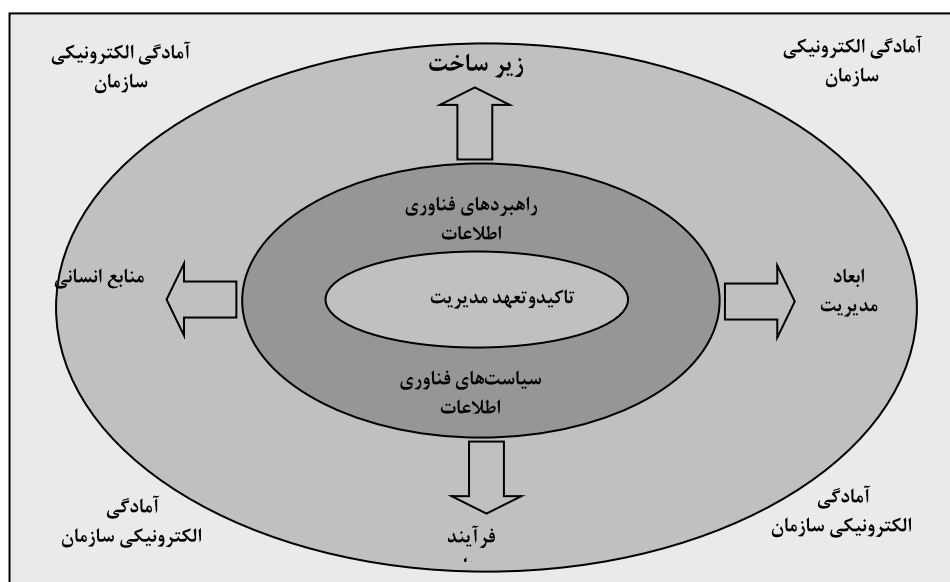 آمادگی الکترونیکی
سازمان
آمادگی الکترونیکی
سازمان
زیر ساخت
راهبردهای فناوری
اطلاعات
ابعاد
مدیریت
تاکیدوتعهد مدیریت
منابع انسانی
سیاست‌های فناوری
اطلاعات
آمادگی
الکترونیکی سازمان
آمادگی
الکترونیکی سازمان
فرآیند